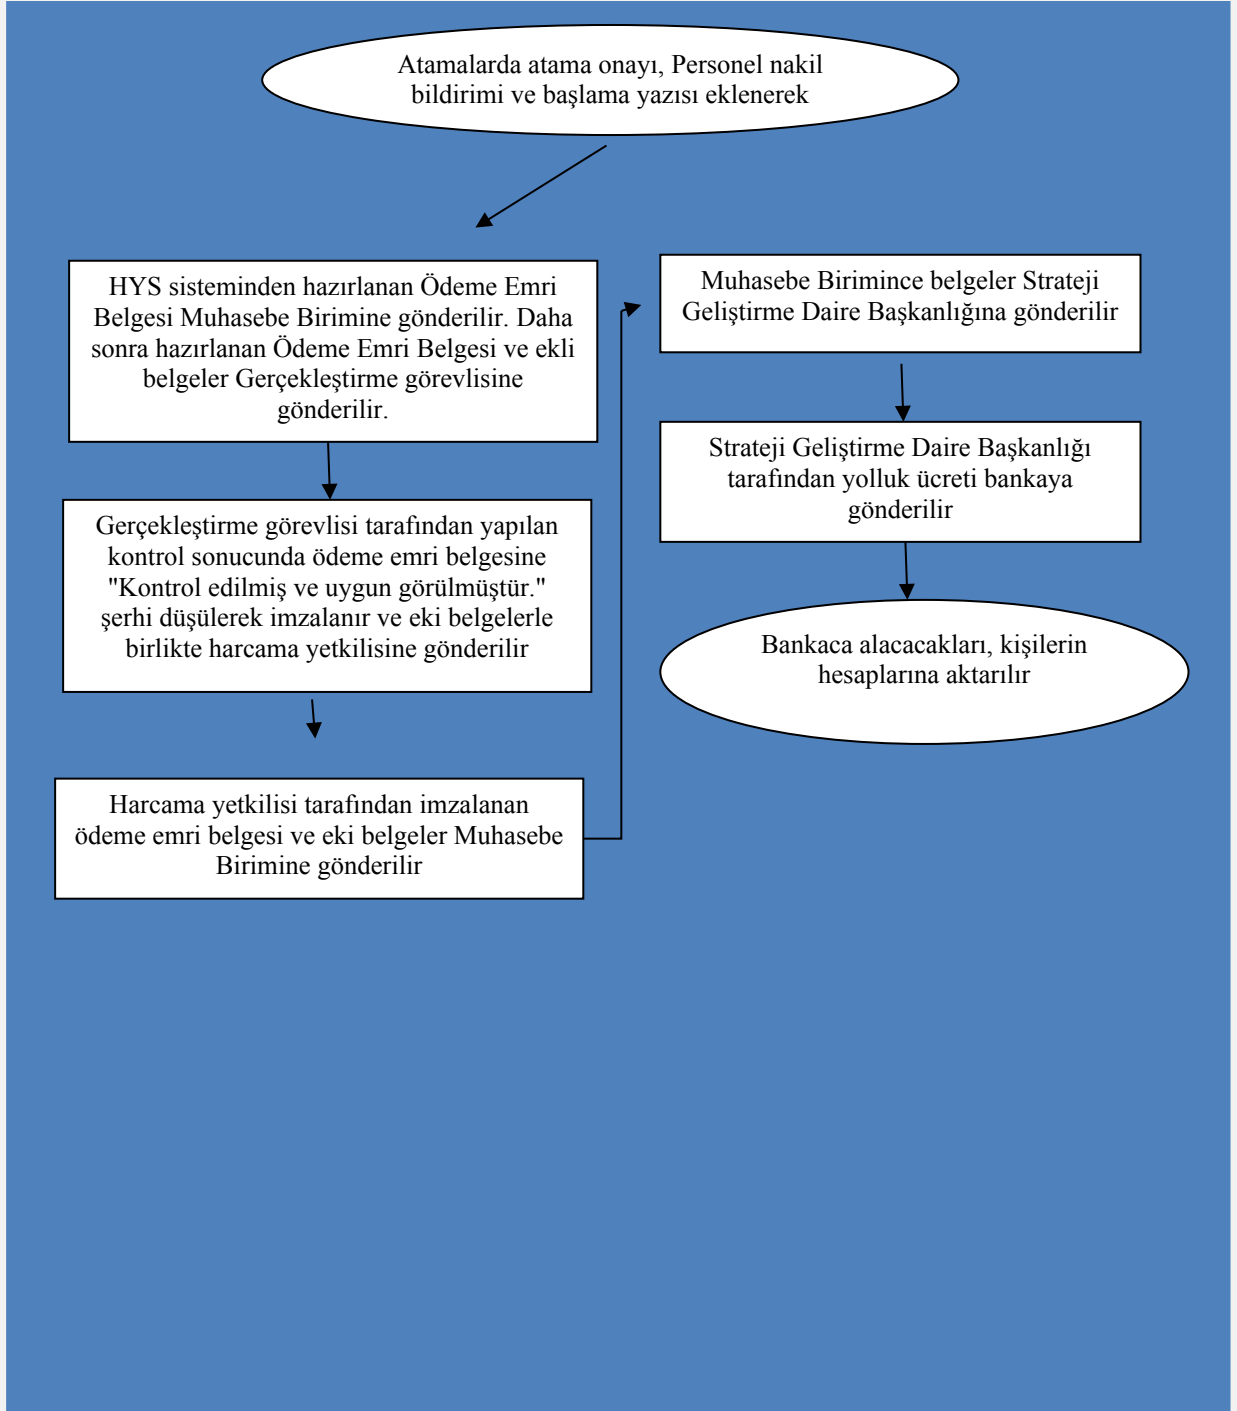 Atamalarda atama onayı, Personel nakil
bildirimi ve başlama yazısı eklenerek
HYS sisteminden hazırlanan Ödeme Emri
Belgesi Muhasebe Birimine gönderilir. Daha
sonra hazırlanan Ödeme Emri Belgesi ve ekli
belgeler Gerçekleştirme görevlisine
gönderilir.
Gerçekleştirme görevlisi tarafından yapılan
kontrol sonucunda ödeme emri belgesine
"Kontrol edilmiş ve uygun görülmüştür."
şerhi düşülerek imzalanır ve eki belgelerle
birlikte harcama yetkilisine gönderilir
Harcama yetkilisi tarafından imzalanan
ödeme emri belgesi ve eki belgeler Muhasebe
Birimine gönderilir
Muhasebe Birimince belgeler Strateji
Geliştirme Daire Başkanlığına gönderilir
Strateji Geliştirme Daire Başkanlığı
tarafından yolluk ücreti bankaya
gönderilir
Bankaca alacacakları, kişilerin
hesaplarına aktarılır